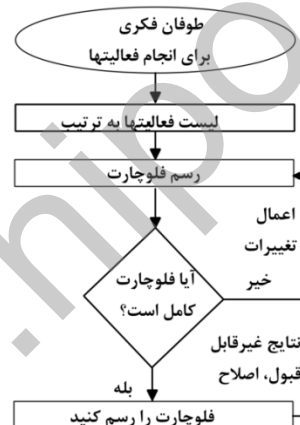 طوفان فکری
برای انجام فعالیتها
لیست فعالیتها به ترتیب
رسم فلوچارت
اعمال
تغییرات
خیر
آیا فلوچارت
کامل است؟
نتایج غیرقابل
قبول، اصلاح
بله
فلوچارت را رسم کنید